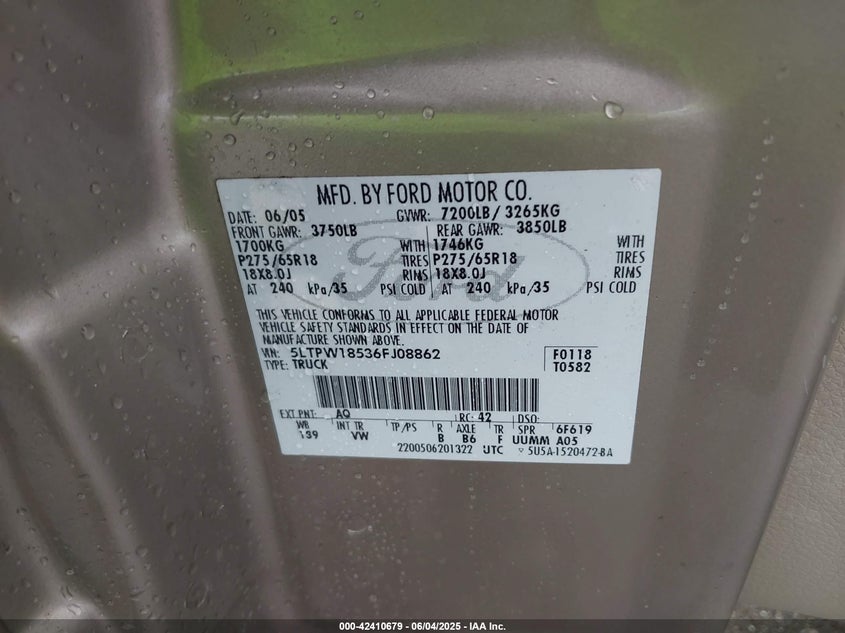 MFD. BY FORD MOTOR CO.
DATE: 06/05 GVWR: 7200LB/ 3265KG
FRONT GAWR: 3750LB REAR GAWR: 3850LB
1700KG WITH 1746KG WITH
P275/65R18 TIRES P275/65R18 TIRES
18X8.0J RIMS 18X8.0J RIMS
AT 240 kPa/35 PSI COLD AT 240 kPa/35 PSI COLD
Ford
THIS VEHICLE CONFORMS TO ALL APPLICABLE FEDERAL MOTOR
VEHICLE SAFETY STANDARDS IN EFFECT ON THE DATE OF
MANUFACTURE SHOWN ABOVE.
VIN: 5LTPW18536FJ08862 F0118
TYPE: TRUCK T0582
EXT PNT: AQ RC: 42 DSO:
WB INT TR TP/PS R AXLE TR SPR 6F619
139 VW B B6 F UUMM A05
2200506201322 UTC 5U5A-1520472-BA
000-42410679 - 06/04/2025 - IAA Inc.